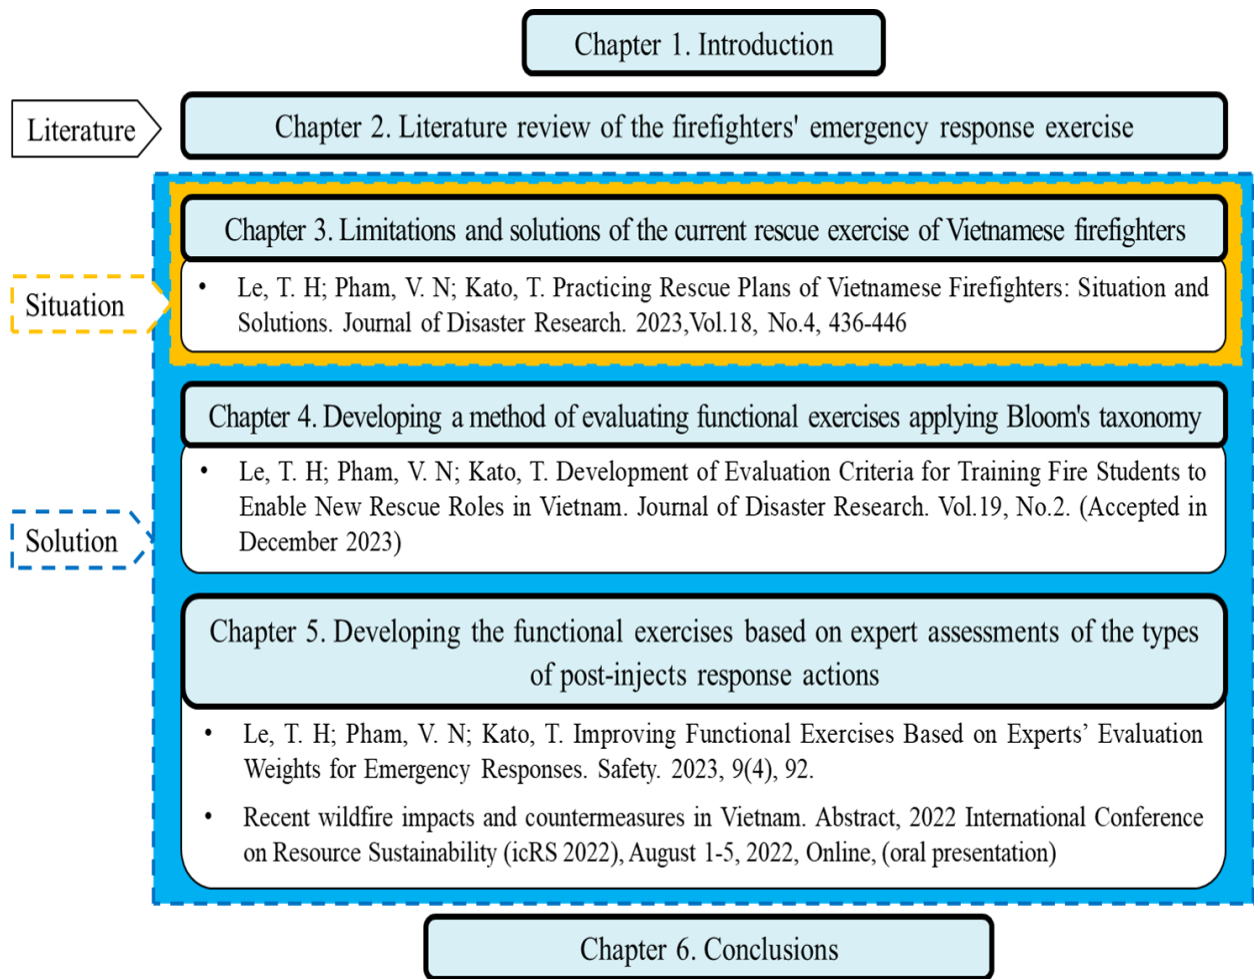 Chapter 1. Introduction
Literature
Chapter 2. Literature review of the firefighters' emergency response exercise
Chapter 3. Limitations and solutions of the current rescue exercise of Vietnamese firefighters
Situation
• Le, T. H; Pham, V. N; Kato, T. Practicing Rescue Plans of Vietnamese Firefighters: Situation and
Solutions. Journal of Disaster Research. 2023,Vol.18, No.4, 436-446
Chapter 4. Developing a method of evaluating functional exercises applying Bloom's taxonomy
Solution
• Le, T. H; Pham, V. N; Kato, T. Development of Evaluation Criteria for Training Fire Students to
Enable New Rescue Roles in Vietnam. Journal of Disaster Research. Vol.19, No.2. (Accepted in
December 2023)
Chapter 5. Developing the functional exercises based on expert assessments of the types
of post-injects response actions
• Le, T. H; Pham, V. N; Kato, T. Improving Functional Exercises Based on Experts’ Evaluation
Weights for Emergency Responses. Safety. 2023, 9(4), 92.
• Recent wildfire impacts and countermeasures in Vietnam. Abstract, 2022 International Conference
on Resource Sustainability (icRS 2022), August 1-5, 2022, Online, (oral presentation)
Chapter 6. Conclusions